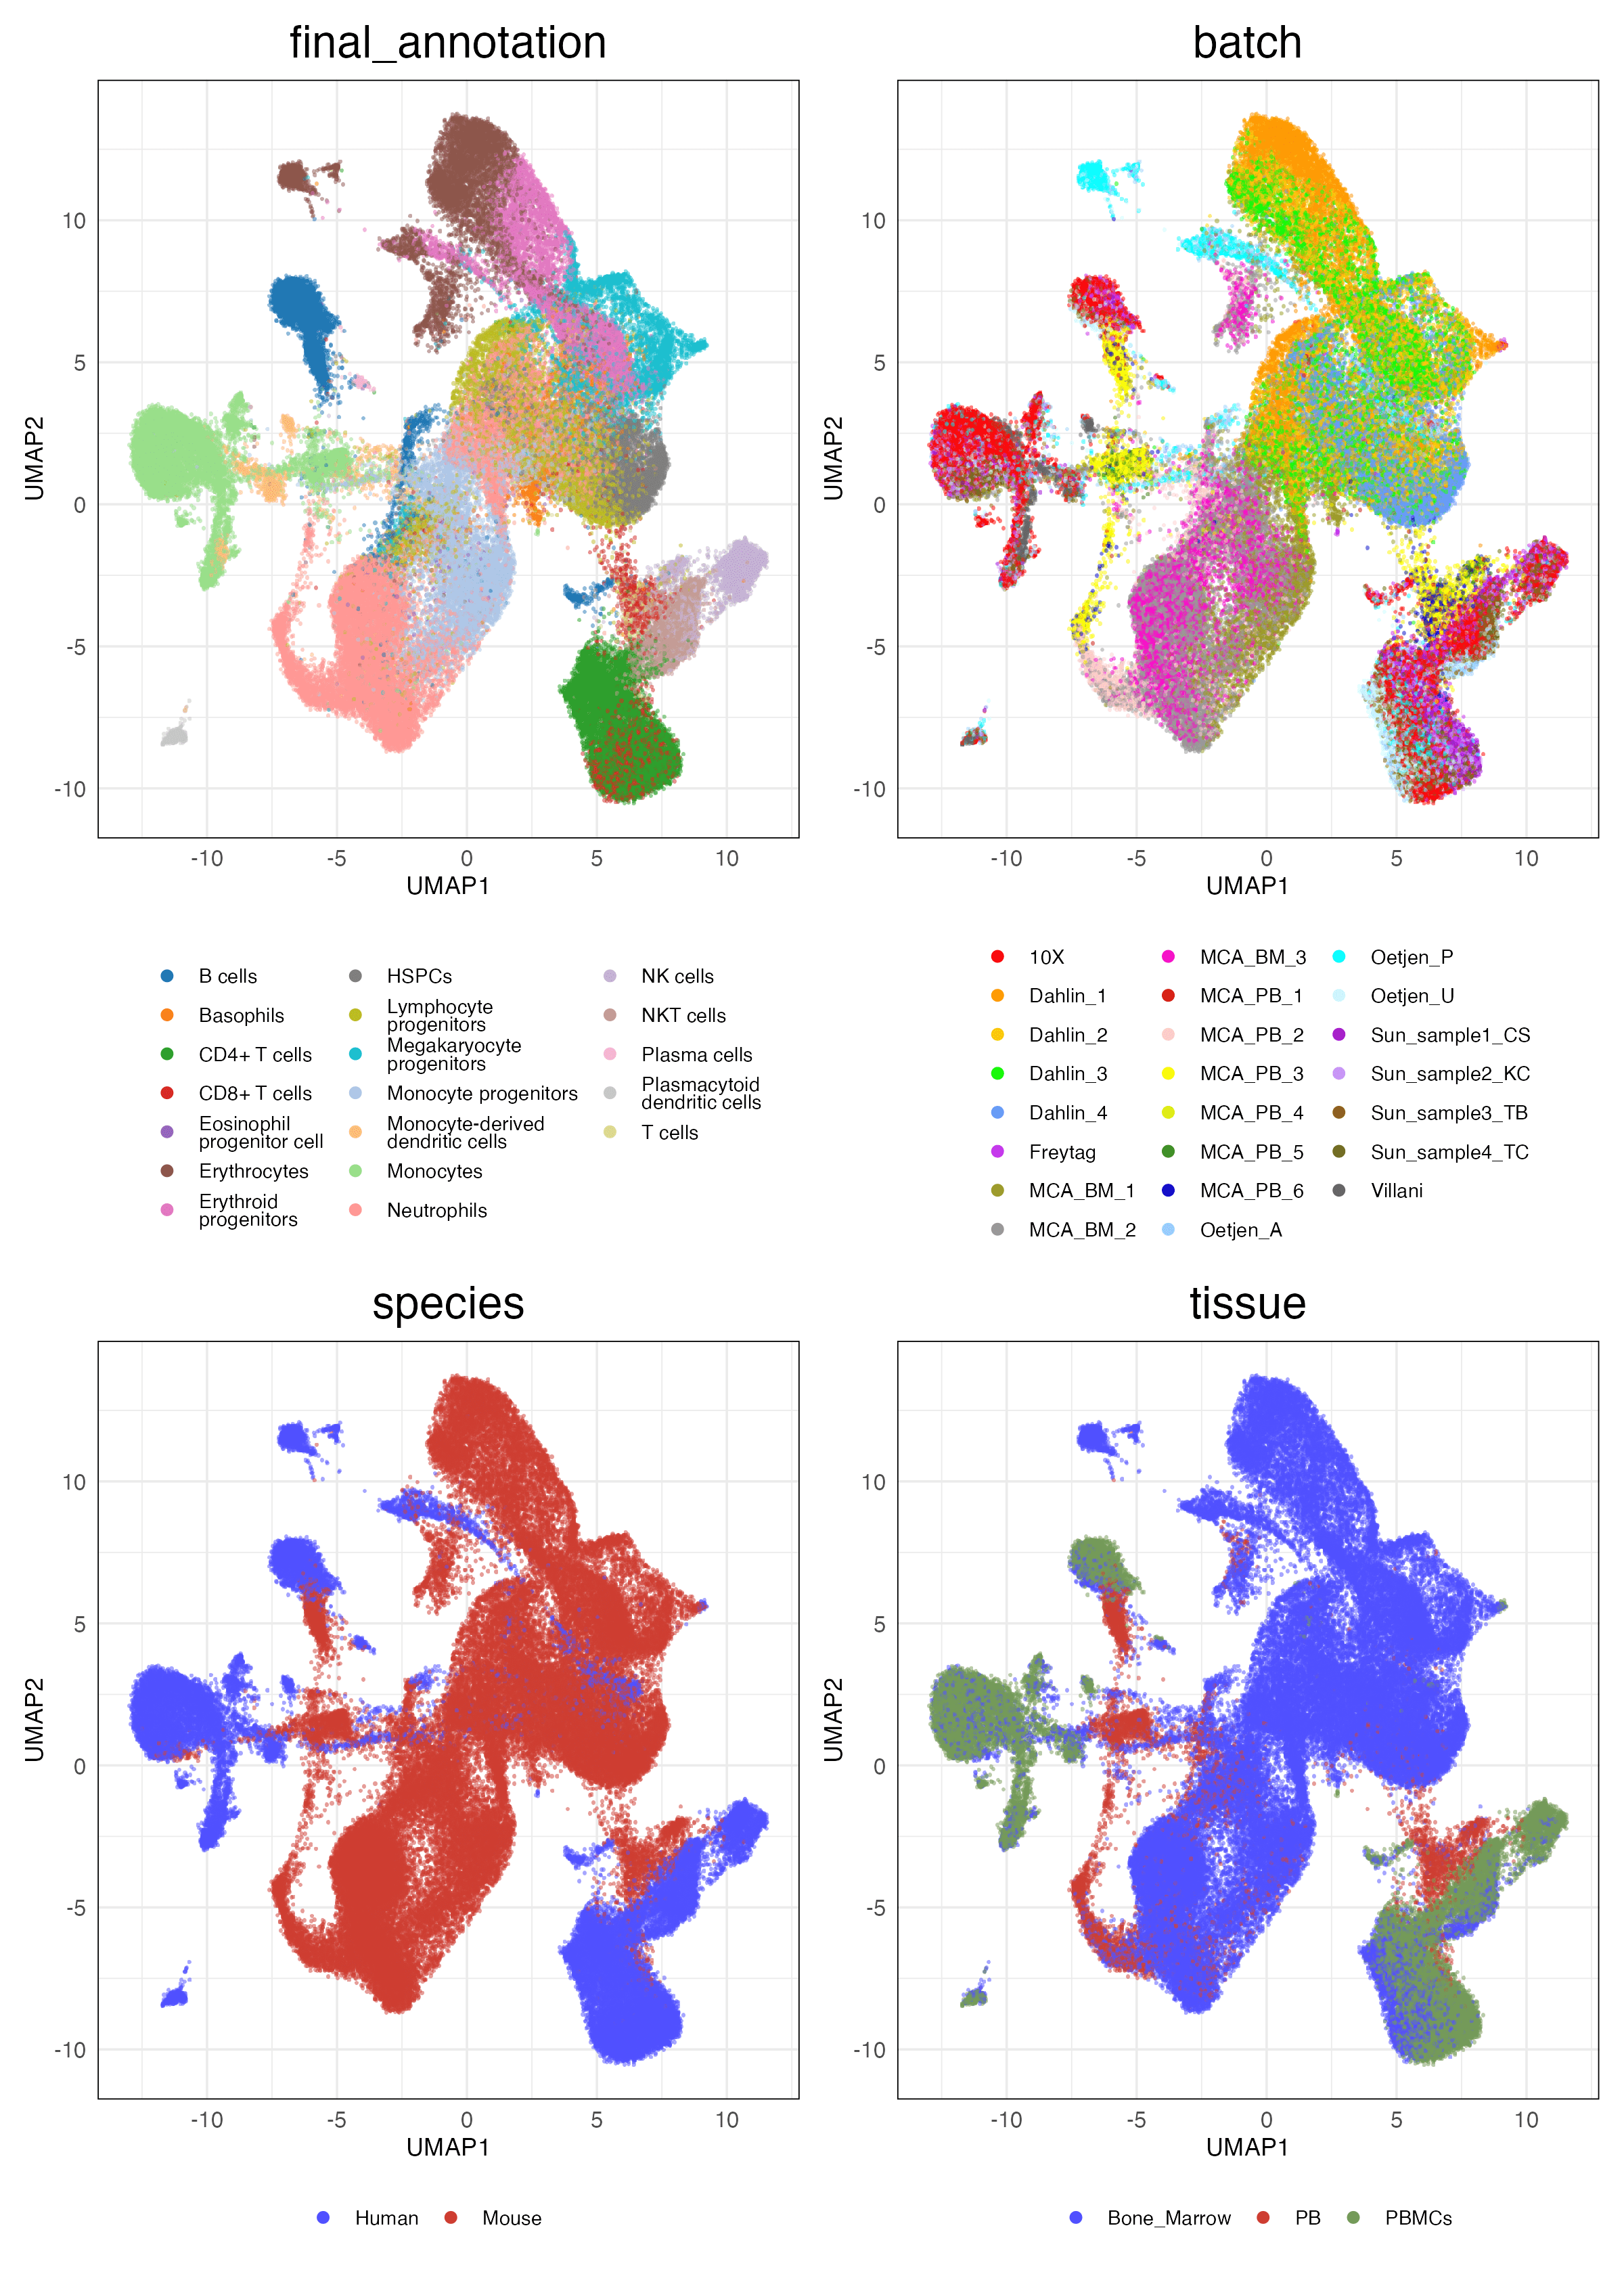 final_annotation
batch
10
5
0
-5
-10
UMAP2
-10
-5
0
5
10
UMAP1
10
5
0
-5
-10
UMAP2
-10
-5
0
5
10
UMAP1
B cells
Basophils
CD4+ T cells
CD8+ T cells
Eosinophil
progenitor cell
Erythrocytes
Erythroid
progenitors
HSPCs
Lymphocyte
progenitors
Megakaryocyte
progenitors
Monocyte progenitors
Monocyte-derived
dendritic cells
Monocytes
Neutrophils
NK cells
NKT cells
Plasma cells
Plasmacytoid
dendritic cells
T cells
10X
Dahlin_1
Dahlin_2
Dahlin_3
Dahlin_4
Freytag
MCA_BM_1
MCA_BM_2
MCA_BM_3
MCA_PB_1
MCA_PB_2
MCA_PB_3
MCA_PB_4
MCA_PB_5
MCA_PB_6
Oetjen_A
Oetjen_P
Oetjen_U
Sun_sample1_CS
Sun_sample2_KC
Sun_sample3_TB
Sun_sample4_TC
Villani
species
tissue
10
5
0
-5
-10
UMAP2
-10
-5
0
5
10
UMAP1
10
5
0
-5
-10
UMAP2
-10
-5
0
5
10
UMAP1
Human
Mouse
Bone_Marrow
PB
PBMCs